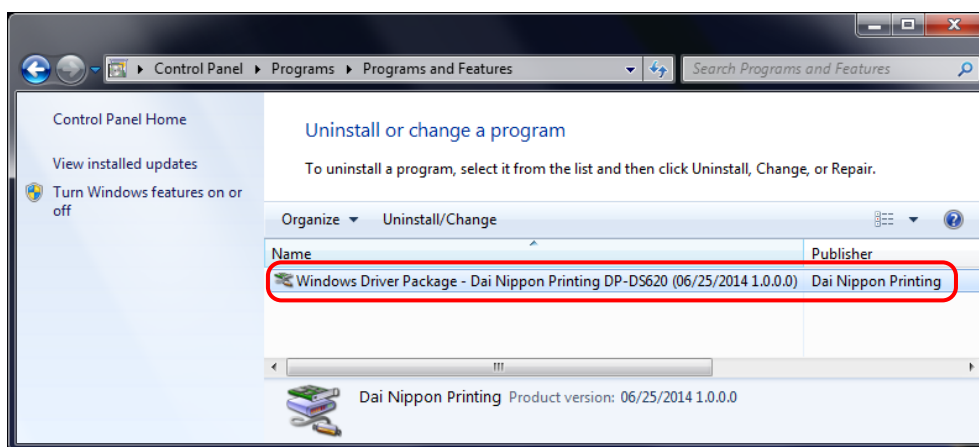 Control Panel ▸ Programs ▸ Programs and Features
Search Programs and Features
Control Panel Home
View installed updates
Turn Windows features on or
off
Uninstall or change a program
To uninstall a program, select it from the list and then click Uninstall, Change, or Repair.
Organize Uninstall/Change
Name Publisher
Windows Driver Package - Dai Nippon Printing DP-DS620 (06/25/2014 1.0.0.0) Dai Nippon Printing
Dai Nippon Printing Product version: 06/25/2014 1.0.0.0